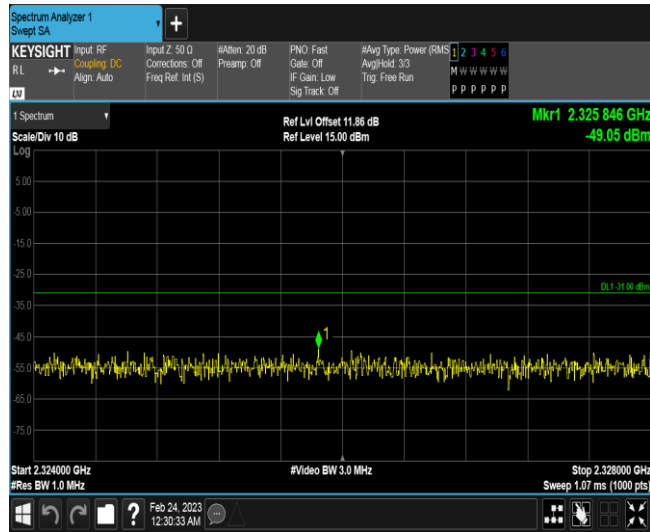 Spectrum Analyzer 1
Swept SA
KEYSIGHT
RL
LXI
Input: RF
Coupling: DC
Align: Auto
Input Z: 50 Ω
Corrections: Off
Freq Ref: Int (S)
#Atten: 20 dB
Preamp: Off
PNO: Fast
Gate: Off
IF Gain: Low
Sig Track: Off
#Avg Type: Power (RMS
Avg|Hold: 3/3
Trig: Free Run
1 2 3 4 5 6
M W W W W W
P P P P P P
1 Spectrum
Scale/Div 10 dB
Log
Ref Lvl Offset 11.86 dB
Ref Level 15.00 dBm
Mkr1 2.325 846 GHz
-49.05 dBm
5.00
-5.00
-15.0
-25.0
DL1 -31.00 dBm
-35.0
-45.0
1
-55.0
-65.0
-75.0
Start 2.324000 GHz
#Res BW 1.0 MHz
#Video BW 3.0 MHz
Stop 2.328000 GHz
Sweep 1.07 ms (1000 pts)
?
Feb 24, 2023
12:30:33 AM